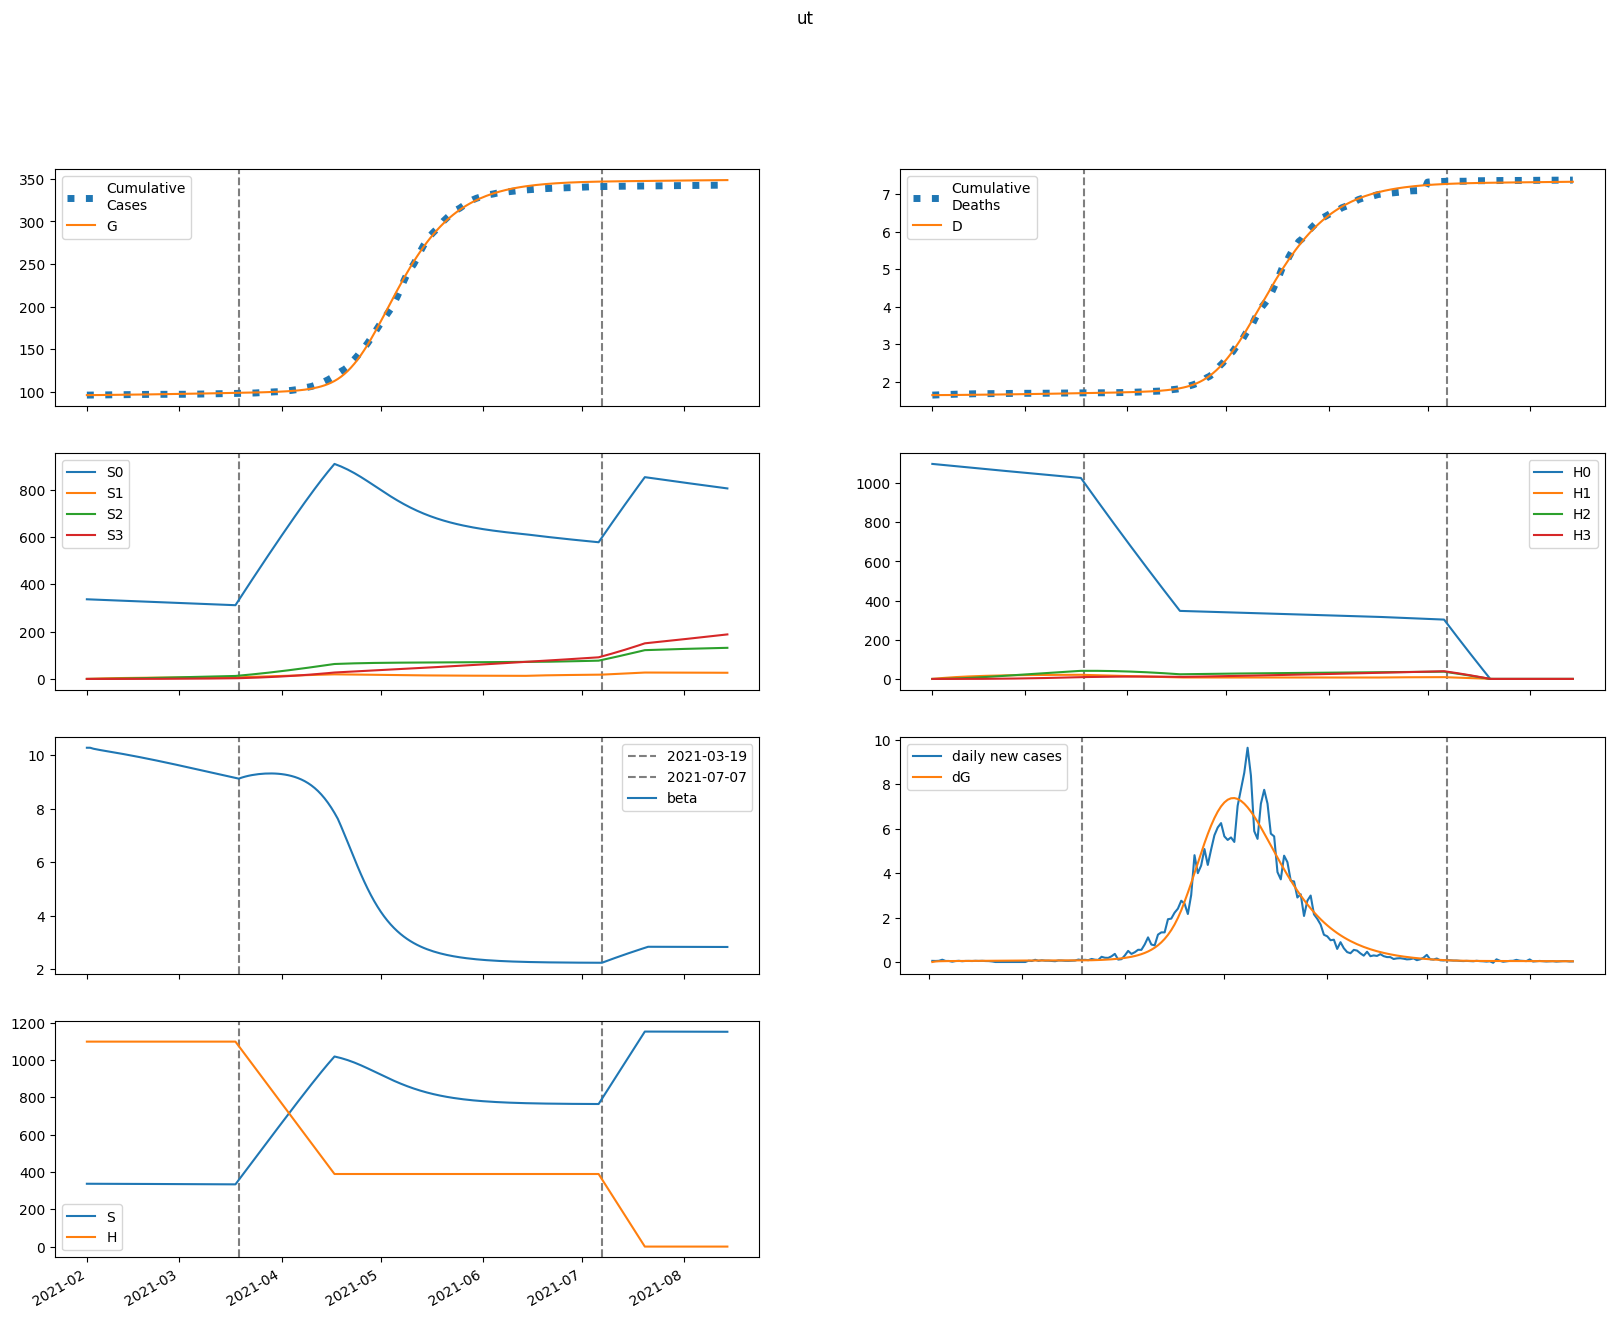 ut
350
300
250
200
150
100
Cumulative
Cases
G
7
6
5
4
3
2
Cumulative
Deaths
D
800
600
400
200
0
S0
S1
S2
S3
1000
800
600
400
200
0
H0
H1
H2
H3
10
8
6
4
2
2021-03-19
2021-07-07
beta
10
8
6
4
2
0
daily new cases
dG
1200
1000
800
600
400
200
0
S
H
2021-02
2021-03
2021-04
2021-05
2021-06
2021-07
2021-08